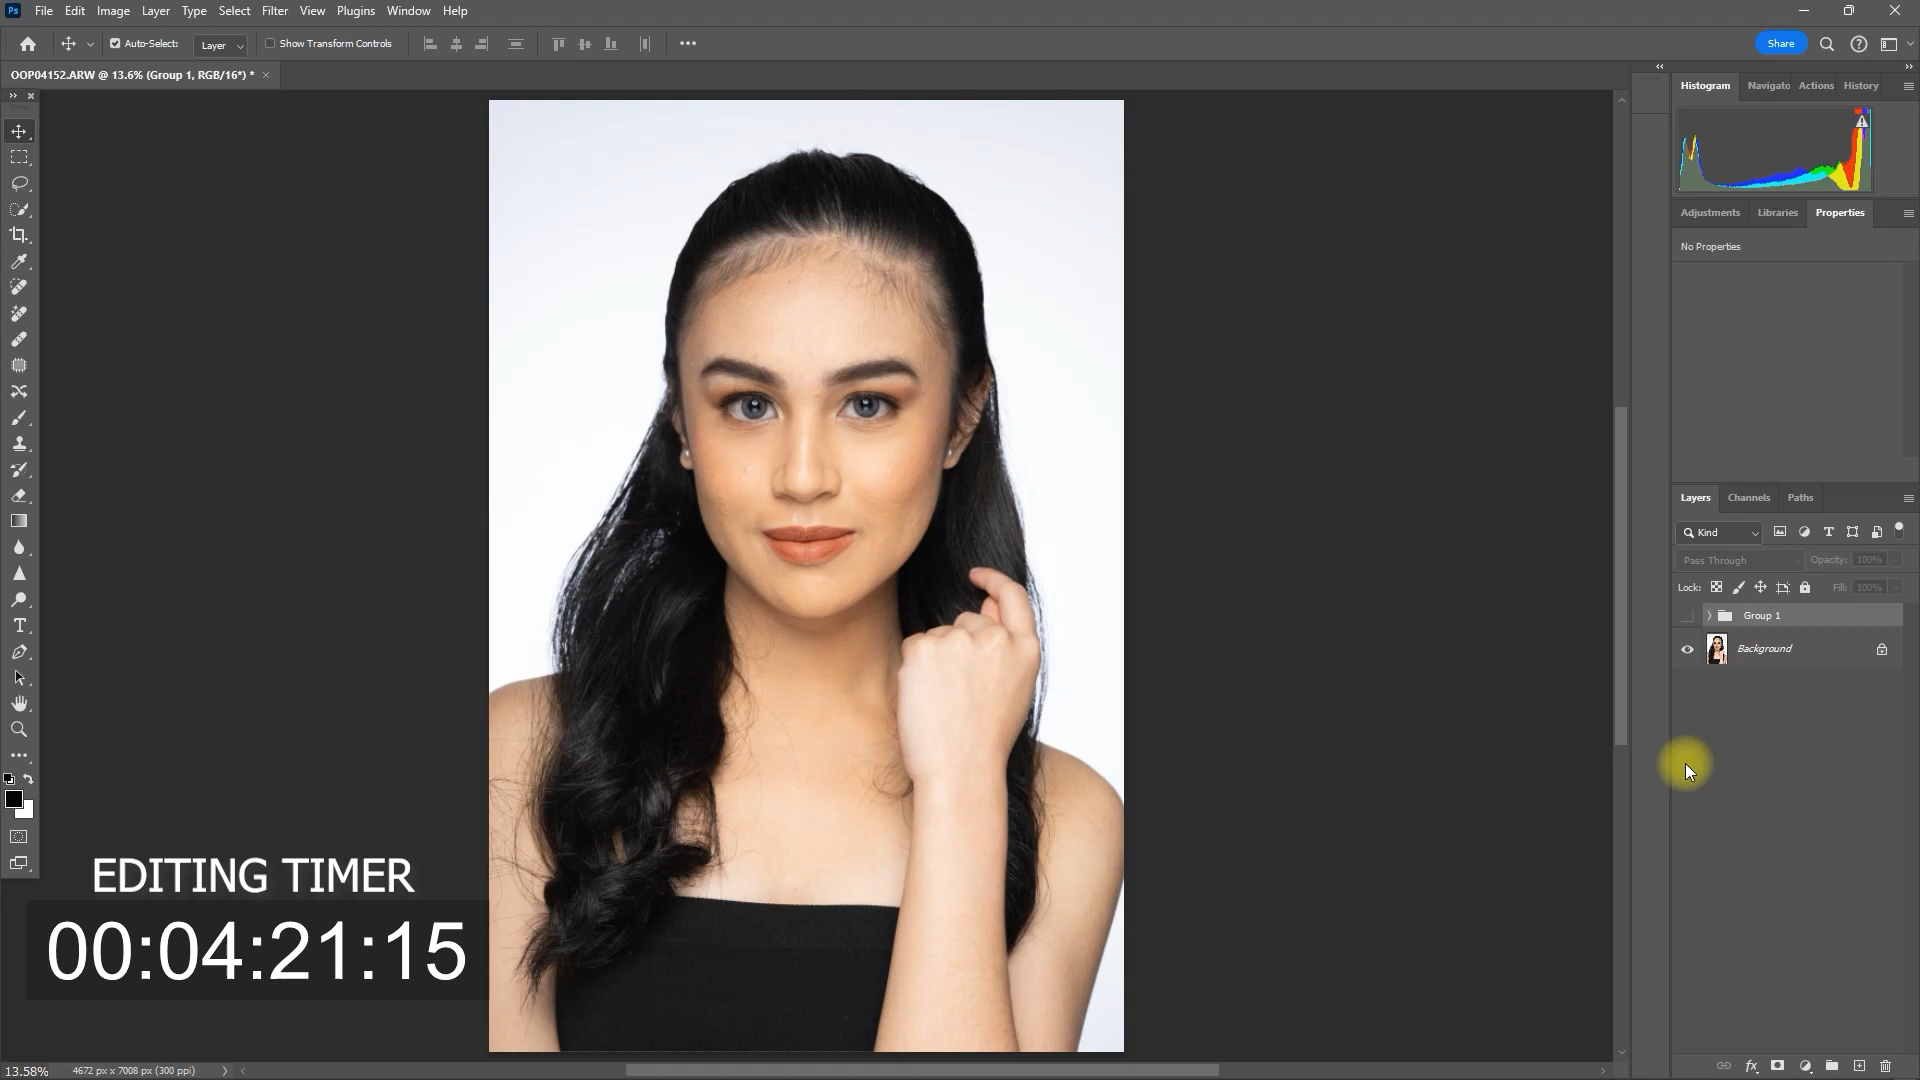 Ps File Edit Image Layer Type Select Filter View Plugins Window Help
Auto-Select: Layer Show Transform Controls Share
OOP04152.ARW @ 13.6% (Group 1, RGB/16*) *
Histogram Navigato Actions History
Adjustments Libraries Properties
No Properties
Layers Channels Paths
Kind
Pass Through Opacity: 100%
Lock: Fill: 100%
Group 1
Background
EDITING TIMER
00:04:21:15
13.58% 4672 px x 7008 px (300 ppi)